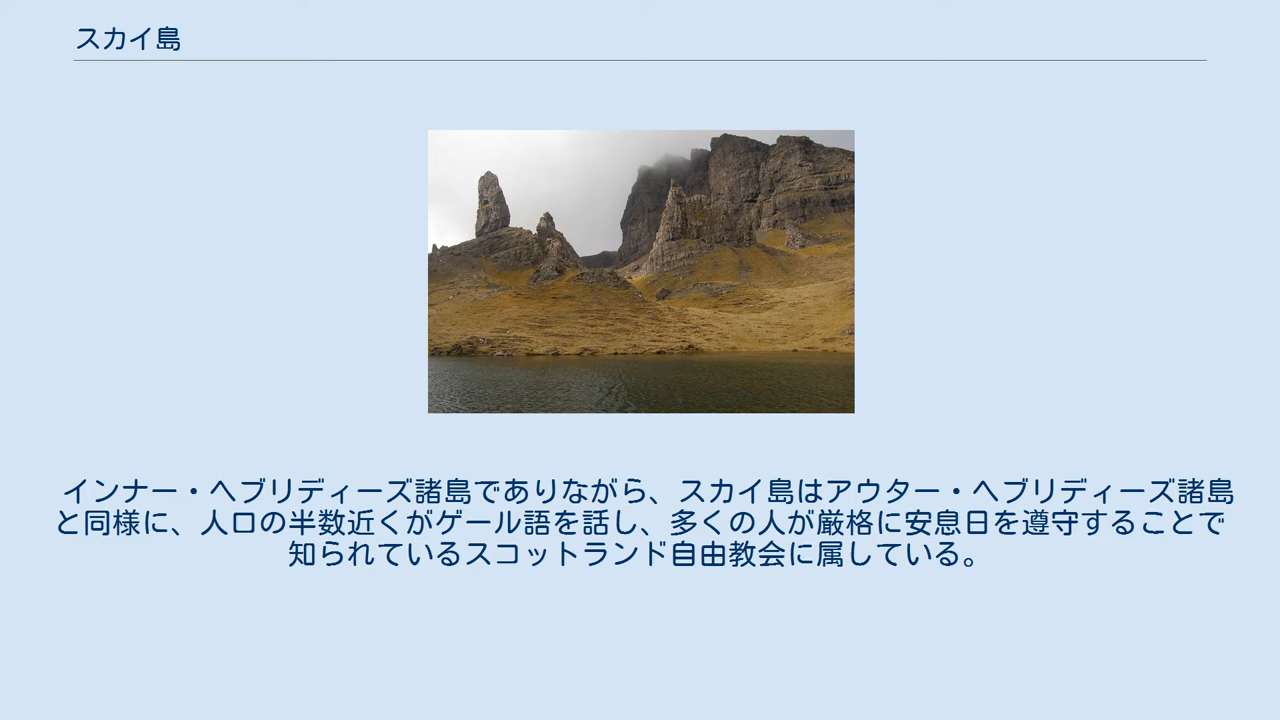 スカイ島
インナー・ヘブリディーズ諸島でありながら、スカイ島はアウター・ヘブリディーズ諸島
と同様に、人口の半数近くがゲール語を話し、多くの人が厳格に安息日を遵守することで
知られているスコットランド自由教会に属している。